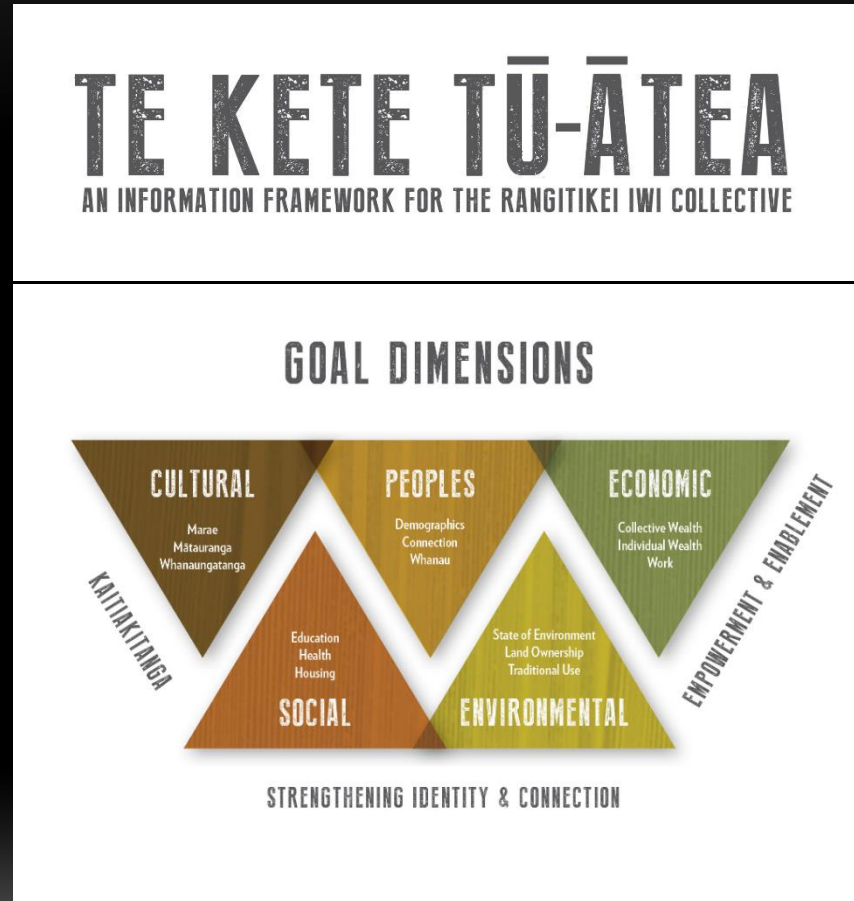 TE KETE TŪ-ĀTEA
AN INFORMATION FRAMEWORK FOR THE RANGITIKEI IWI COLLECTIVE
GOAL DIMENSIONS
CULTURAL
Marae
Mātauranga
Whanaungatanga
PEOPLES
Demographics
Connection
Whanau
ECONOMIC
Collective Wealth
Individual Wealth
Work
KAITIAKITANGA
Education
Health
Housing
SOCIAL
State of Environment
Land Ownership
Traditional Use
ENVIRONMENTAL
EMPOWERMENT & ENABLEMENT
STRENGTHENING IDENTITY & CONNECTION